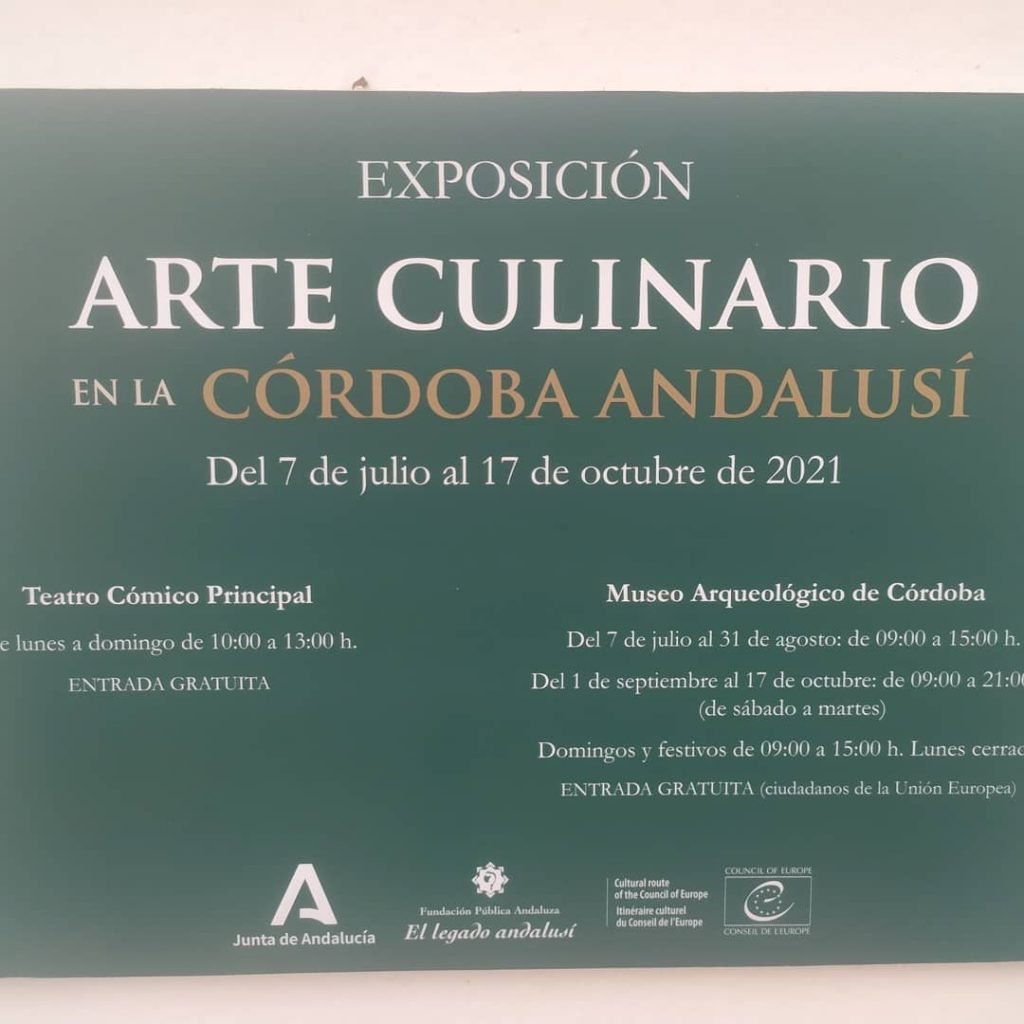 EXPOSICIÓN
ARTE CULINARIO
EN LA CÓRDOBA ANDALUSÍ
Del 7 de julio al 17 de octubre de 2021
Teatro Cómico Principal
e lunes a domingo de 10:00 a 13:00 h.
ENTRADA GRATUITA
Museo Arqueológico de Córdoba
Del 7 de julio al 31 de agosto: de 09:00 a 15:00 h.
Del 1 de septiembre al 17 de octubre: de 09:00 a 21:00
(de sábado a martes)
Domingos y festivos de 09:00 a 15:00 h. Lunes cerrad
ENTRADA GRATUITA (ciudadanos de la Unión Europea)
Junta de Andalucía
Fundación Pública Andaluza
El legado andalusí
Cultural route
of the Council of Europe
Itinéraire culturel
du Conseil de l'Europe
COUNCIL OF EUROPE
CONSEIL DE L'EUROPE